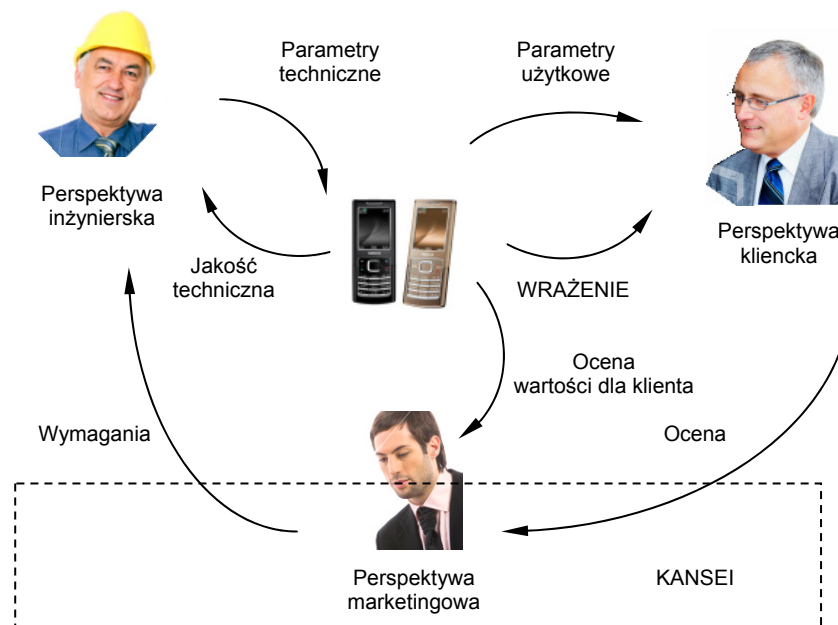 Parametry
techniczne
Parametry
użytkowe
Perspektywa
inżynierska
Perspektywa
kliencka
Jakość
techniczna
WRAŻENIE
Ocena
wartości dla klienta
Wymagania
Ocena
Perspektywa
marketingowa
KANSEI